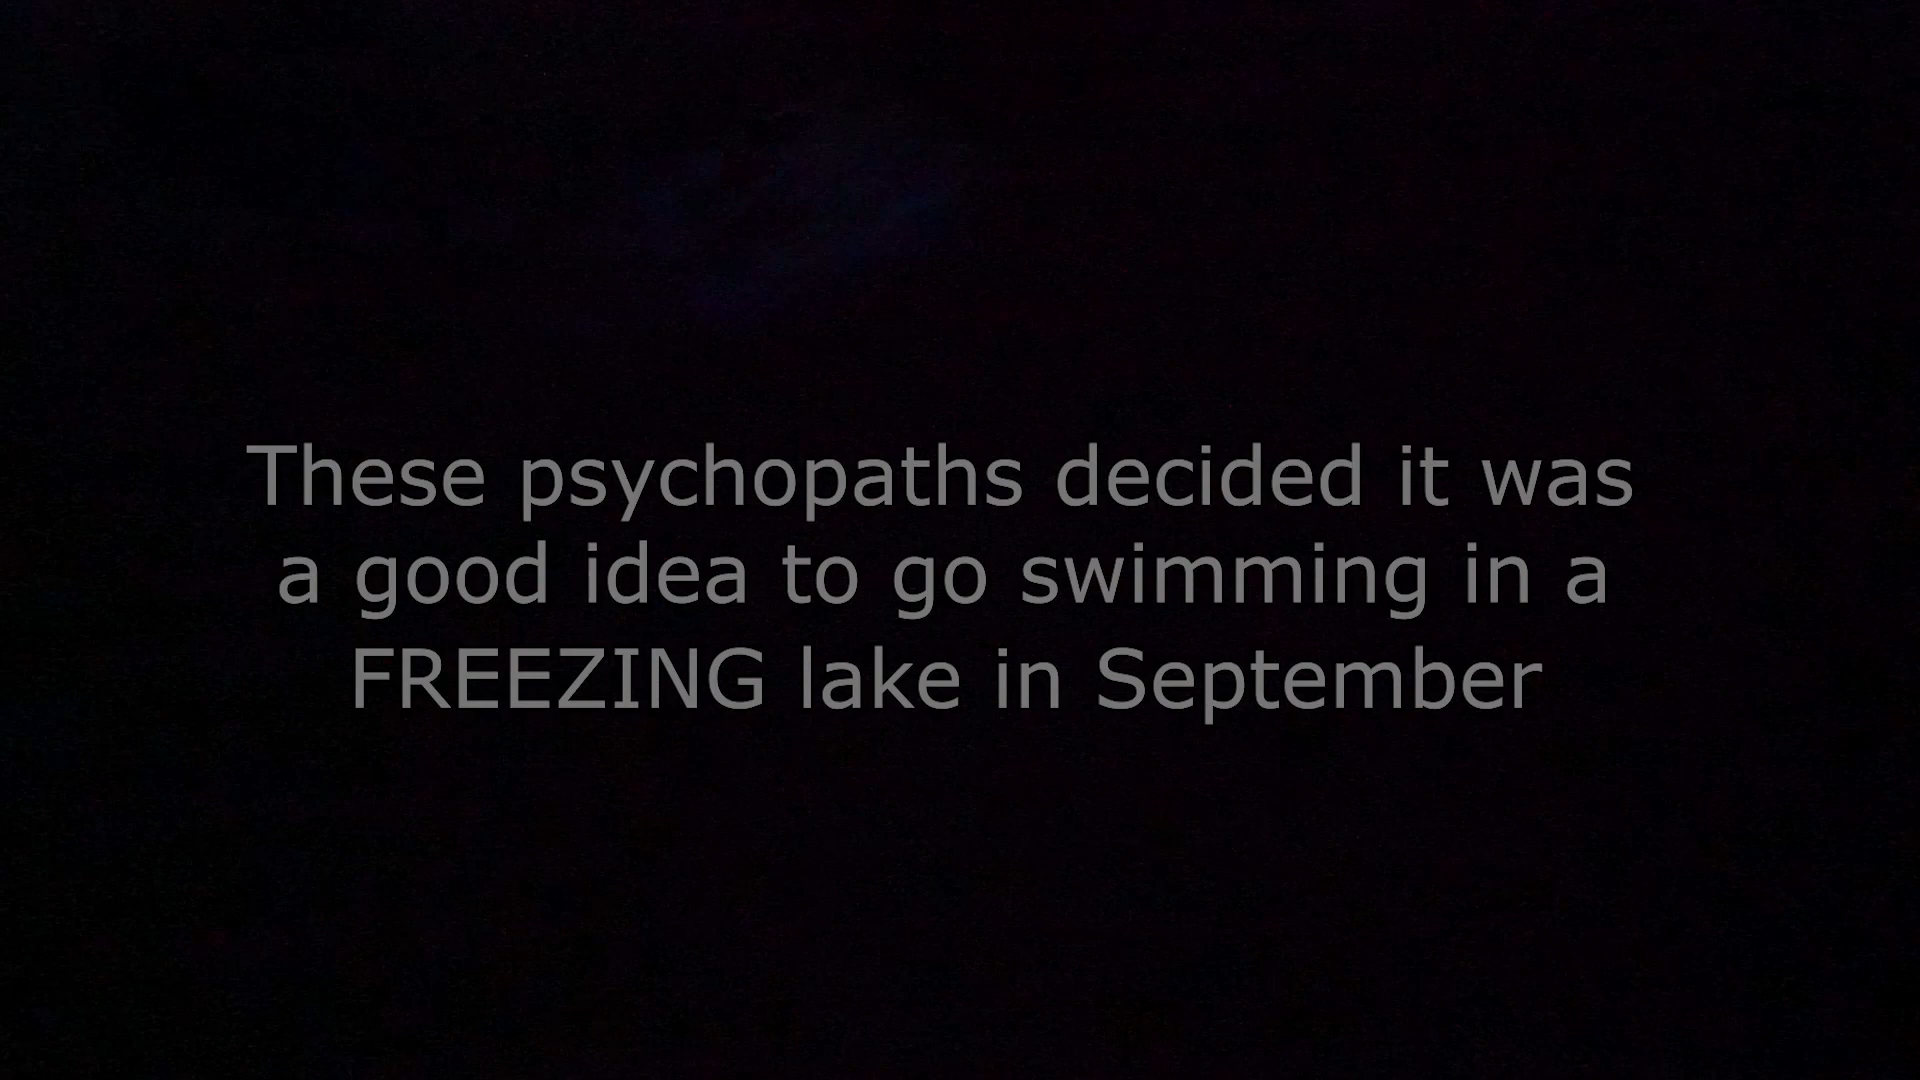 These psychopaths decided it was
a good idea to go swimming in a
FREEZING lake in September